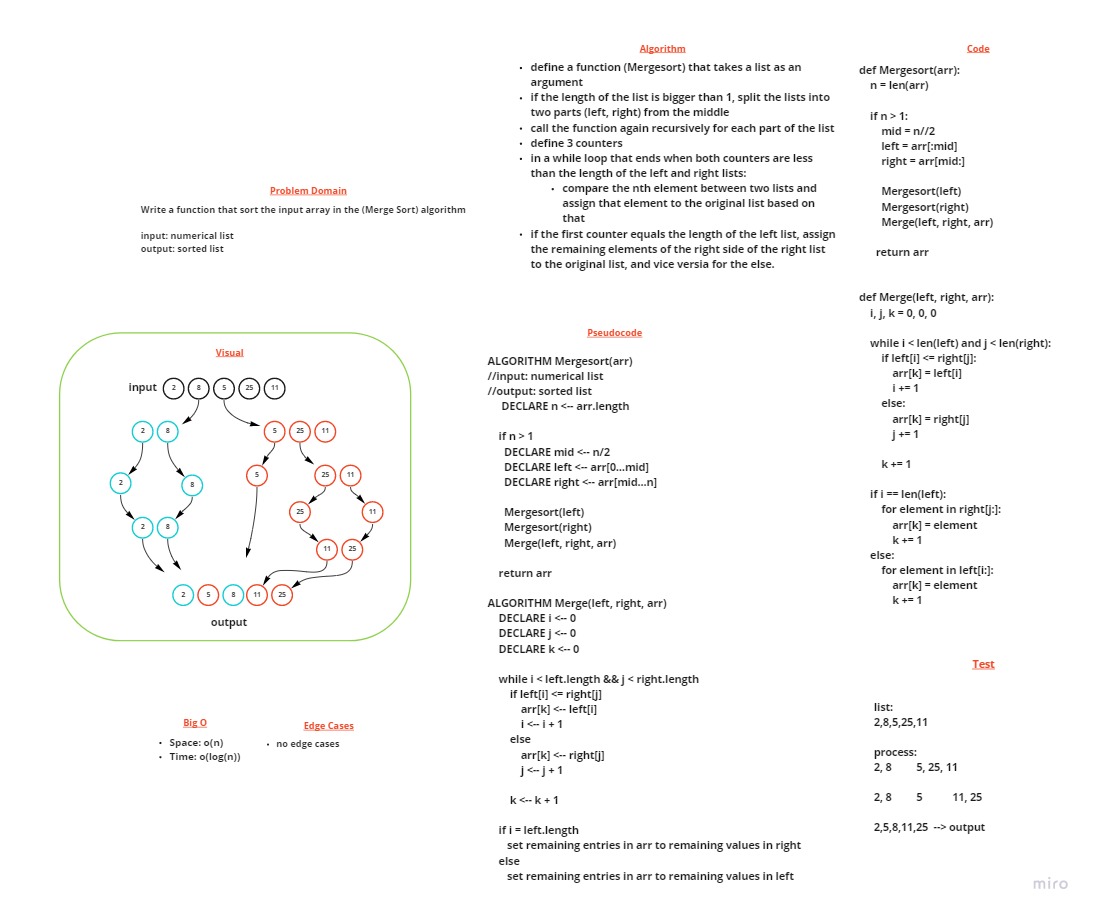 Problem Domain
Write a function that sort the input array in the (Merge Sort) algorithm
input: numerical list
output: sorted list
Visual
input 2 8 5 25 11
2 8 5 25 11
5 25 11
2 8
25 11
2 8 11 25
2 5 8 11 25
output
Big O
• Space: o(n)
• Time: o(log(n))
Edge Cases
• no edge cases
Algorithm
• define a function (Mergesort) that takes a list as an
argument
• if the length of the list is bigger than 1, split the lists into
two parts (left, right) from the middle
• call the function again recursively for each part of the list
• define 3 counters
• in a while loop that ends when both counters are less
than the length of the left and right lists:
• compare the nth element between two lists and
assign that element to the original list based on
that
• if the first counter equals the length of the left list, assign
the remaining elements of the right side of the right list
to the original list, and vice versia for the else.
Pseudocode
ALGORITHM Mergesort(arr)
//input: numerical list
//output: sorted list
DECLARE n <-- arr.length
if n > 1
DECLARE mid <-- n/2
DECLARE left <-- arr[0...mid]
DECLARE right <-- arr[mid...n]
Mergesort(left)
Mergesort(right)
Merge(left, right, arr)
return arr
ALGORITHM Merge(left, right, arr)
DECLARE i <-- 0
DECLARE j <-- 0
DECLARE k <-- 0
while i < left.length && j < right.length
if left[i] <= right[j]
arr[k] <-- left[i]
i <-- i + 1
else
arr[k] <-- right[j]
j <-- j + 1
k <-- k + 1
if i = left.length
set remaining entries in arr to remaining values in right
else
set remaining entries in arr to remaining values in left
Code
def Mergesort(arr):
n = len(arr)
if n > 1:
mid = n//2
left = arr[:mid]
right = arr[mid:]
Mergesort(left)
Mergesort(right)
Merge(left, right, arr)
return arr
def Merge(left, right, arr):
i, j, k = 0, 0, 0
while i < len(left) and j < len(right):
if left[i] <= right[j]:
arr[k] = left[i]
i += 1
else:
arr[k] = right[j]
j += 1
k += 1
if i == len(left):
for element in right[j:]:
arr[k] = element
k += 1
else:
for element in left[i:]:
arr[k] = element
k += 1
Test
list:
2,8,5,25,11
process:
2, 8 5, 25, 11
2, 8 5 11, 25
2,5,8,11,25 --> output
miro